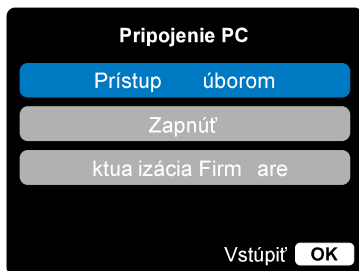 Pripojenie PC
Prístup úborom
Zapnúť
ktua izácia Firm are
Vstúpiť OK